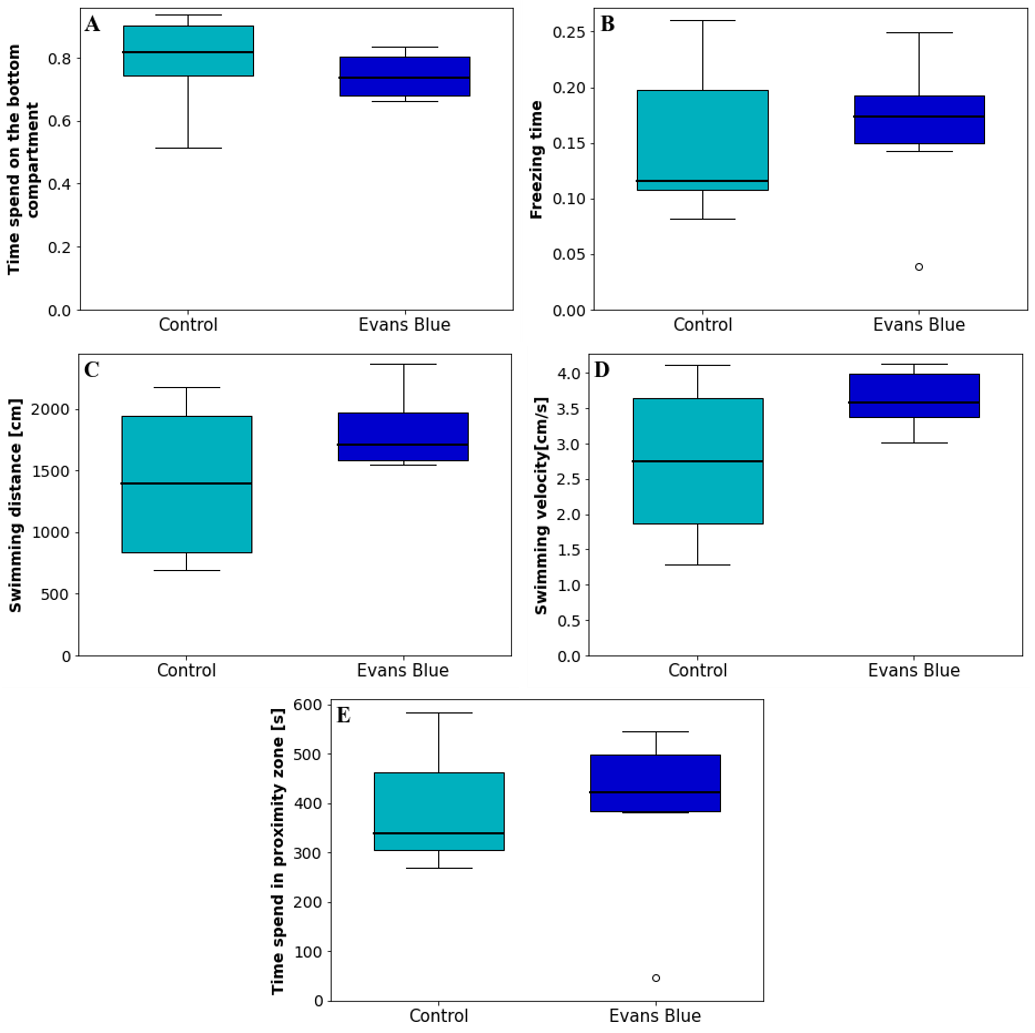 A
Time spend on the bottom
compartment
0.8
0.6
0.4
0.2
0.0
Control
Evans Blue
B
Freezing time
0.25
0.20
0.15
0.10
0.05
0.00
Control
Evans Blue
C
Swimming distance [cm]
2000
1500
1000
500
0
Control
Evans Blue
D
Swimming velocity[cm/s]
4.0
3.5
3.0
2.5
2.0
1.5
1.0
0.5
0.0
Control
Evans Blue
E
Time spend in proximity zone [s]
600
500
400
300
200
100
0
Control
Evans Blue